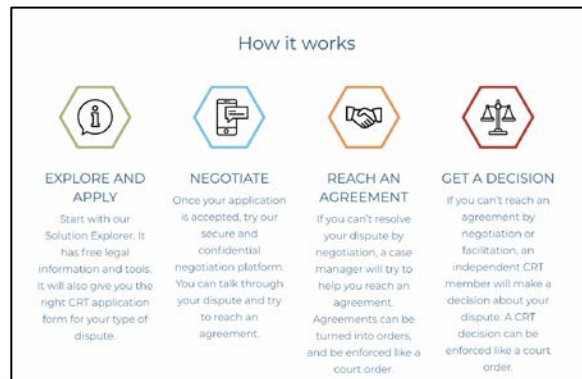 How it works
EXPLORE AND
APPLY
Start with our
Solution Explorer. It
has free legal
information and tools.
It will also give you the
right CRT application
form for your type of
dispute.
NEGOTIATE
Once your application
is accepted, try our
secure and
confidential
negotiation platform.
You can talk through
your dispute and try
to reach an
agreement.
REACH AN
AGREEMENT
If you can't resolve
your dispute by
negotiation, a case
manager will try to
help you reach an
agreement.
Agreements can be
turned into orders,
and be enforced like a
court order.
GET A DECISION
If you can't reach an
agreement by
negotiation or
facilitation, an
independent CRT
member will make a
decision about your
dispute. A CRT
decision can be
enforced like a court
order.